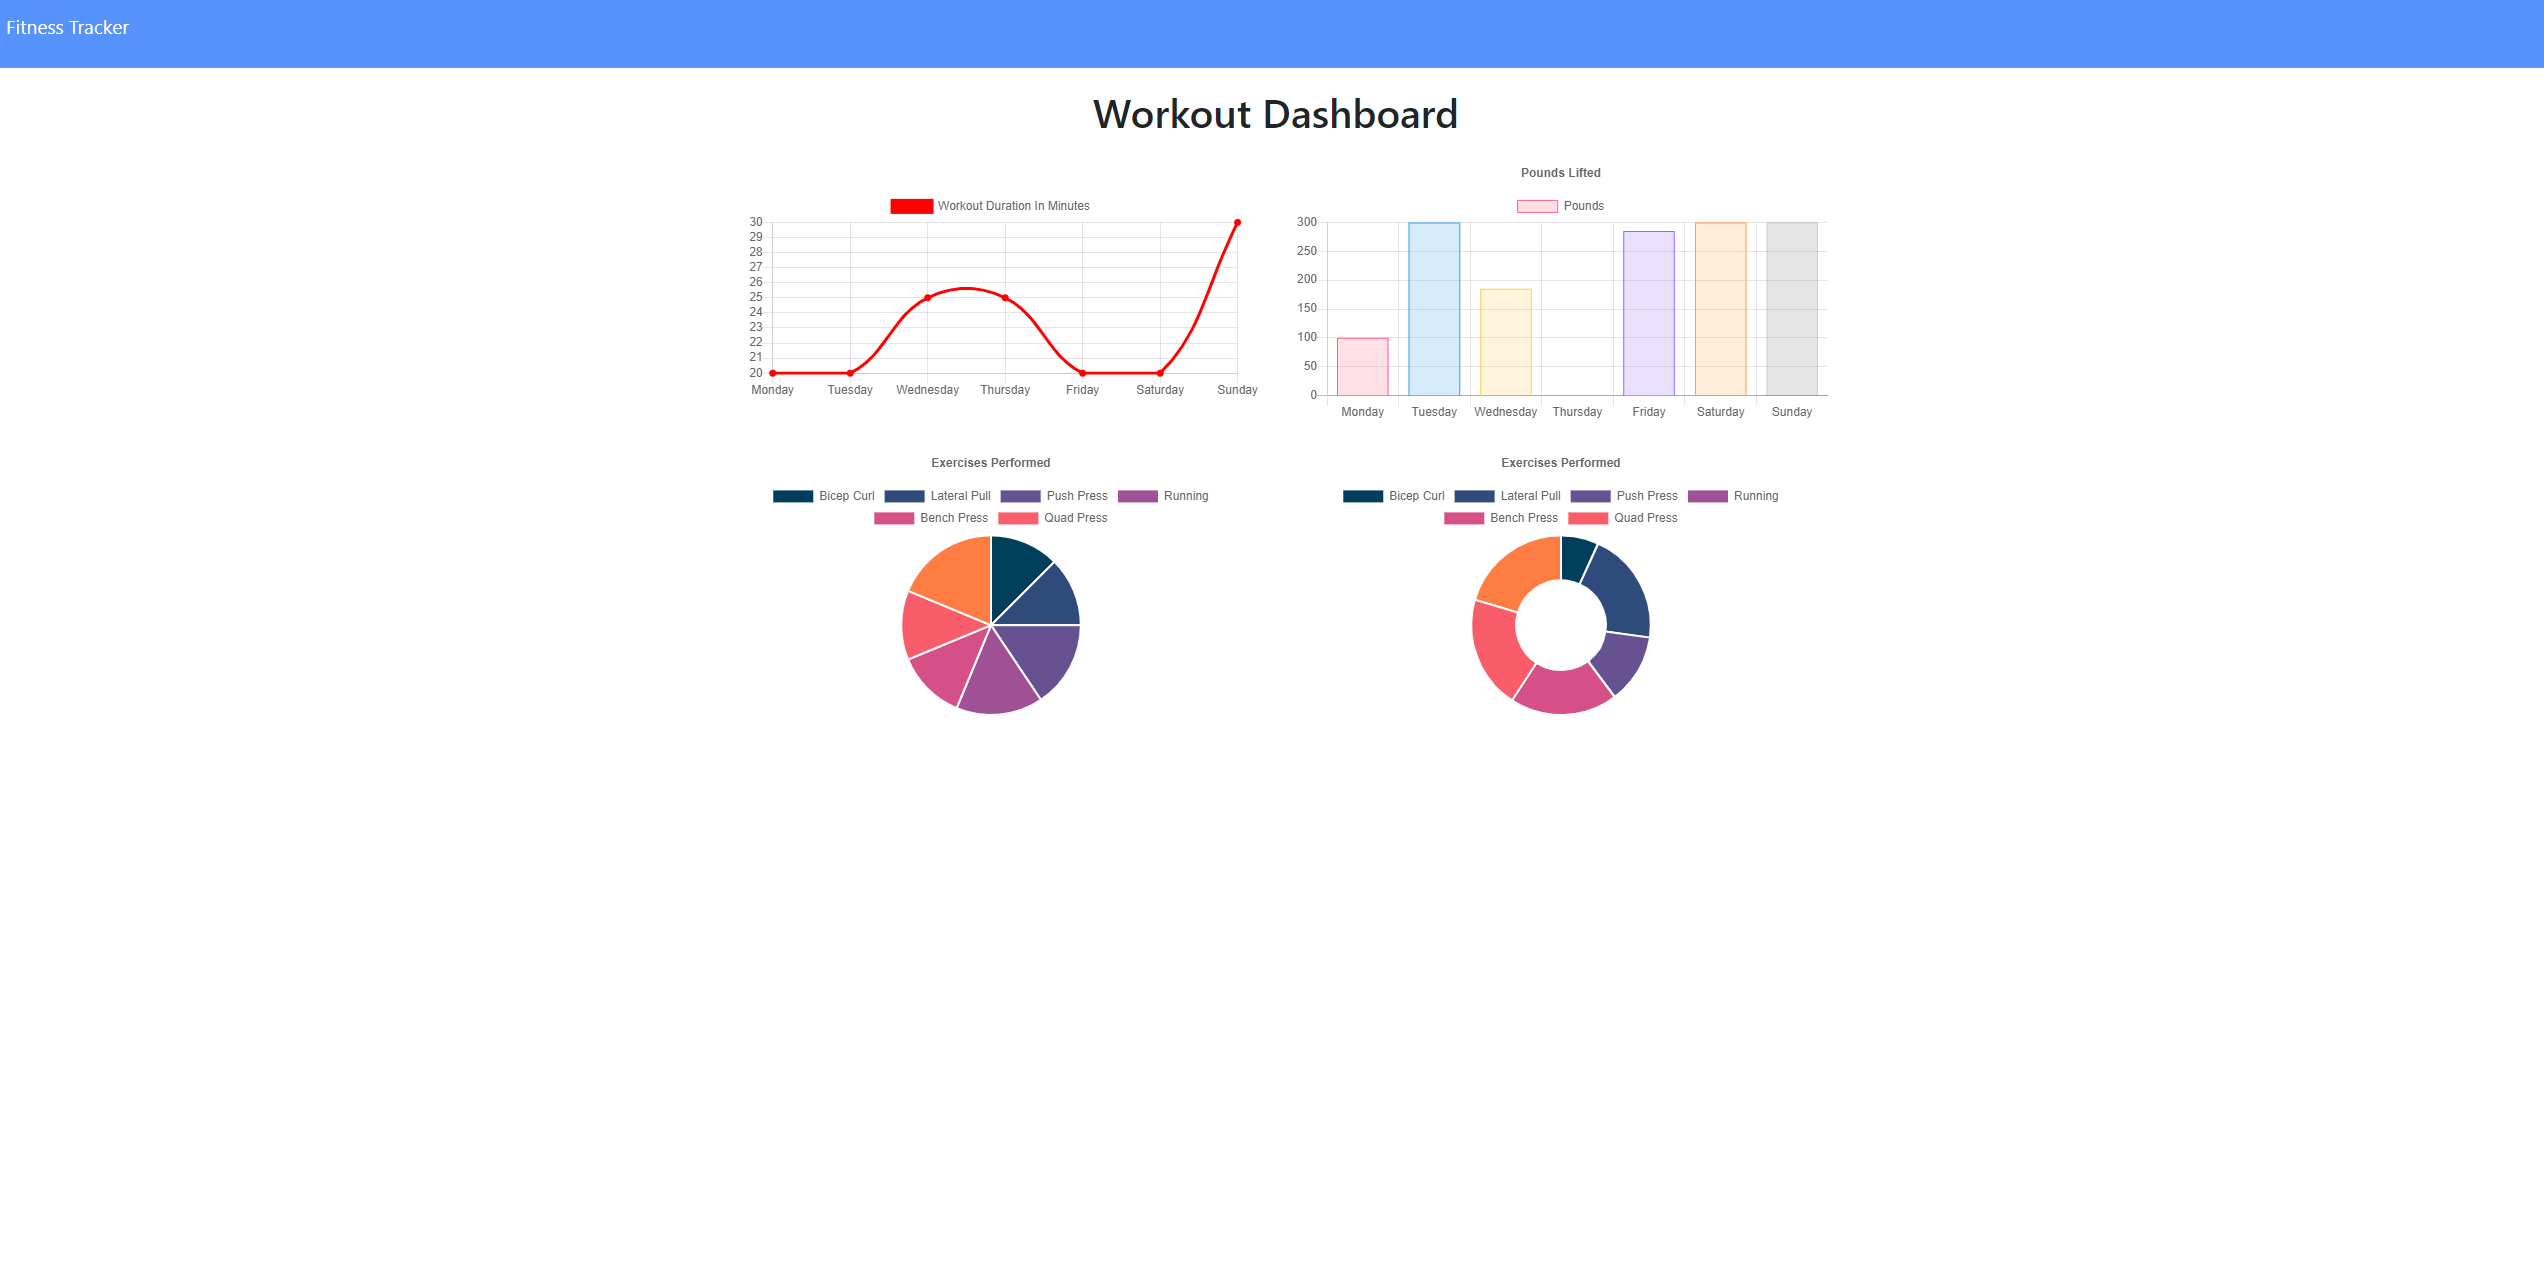 Fitness Tracker
Workout Dashboard
Workout Duration In Minutes
30
29
28
27
26
25
24
23
22
21
20
Monday Tuesday Wednesday Thursday Friday Saturday Sunday
Pounds Lifted
Pounds
300
250
200
150
100
50
0
Monday Tuesday Wednesday Thursday Friday Saturday Sunday
Exercises Performed
Bicep Curl Lateral Pull Push Press Running
Bench Press Quad Press
Exercises Performed
Bicep Curl Lateral Pull Push Press Running
Bench Press Quad Press